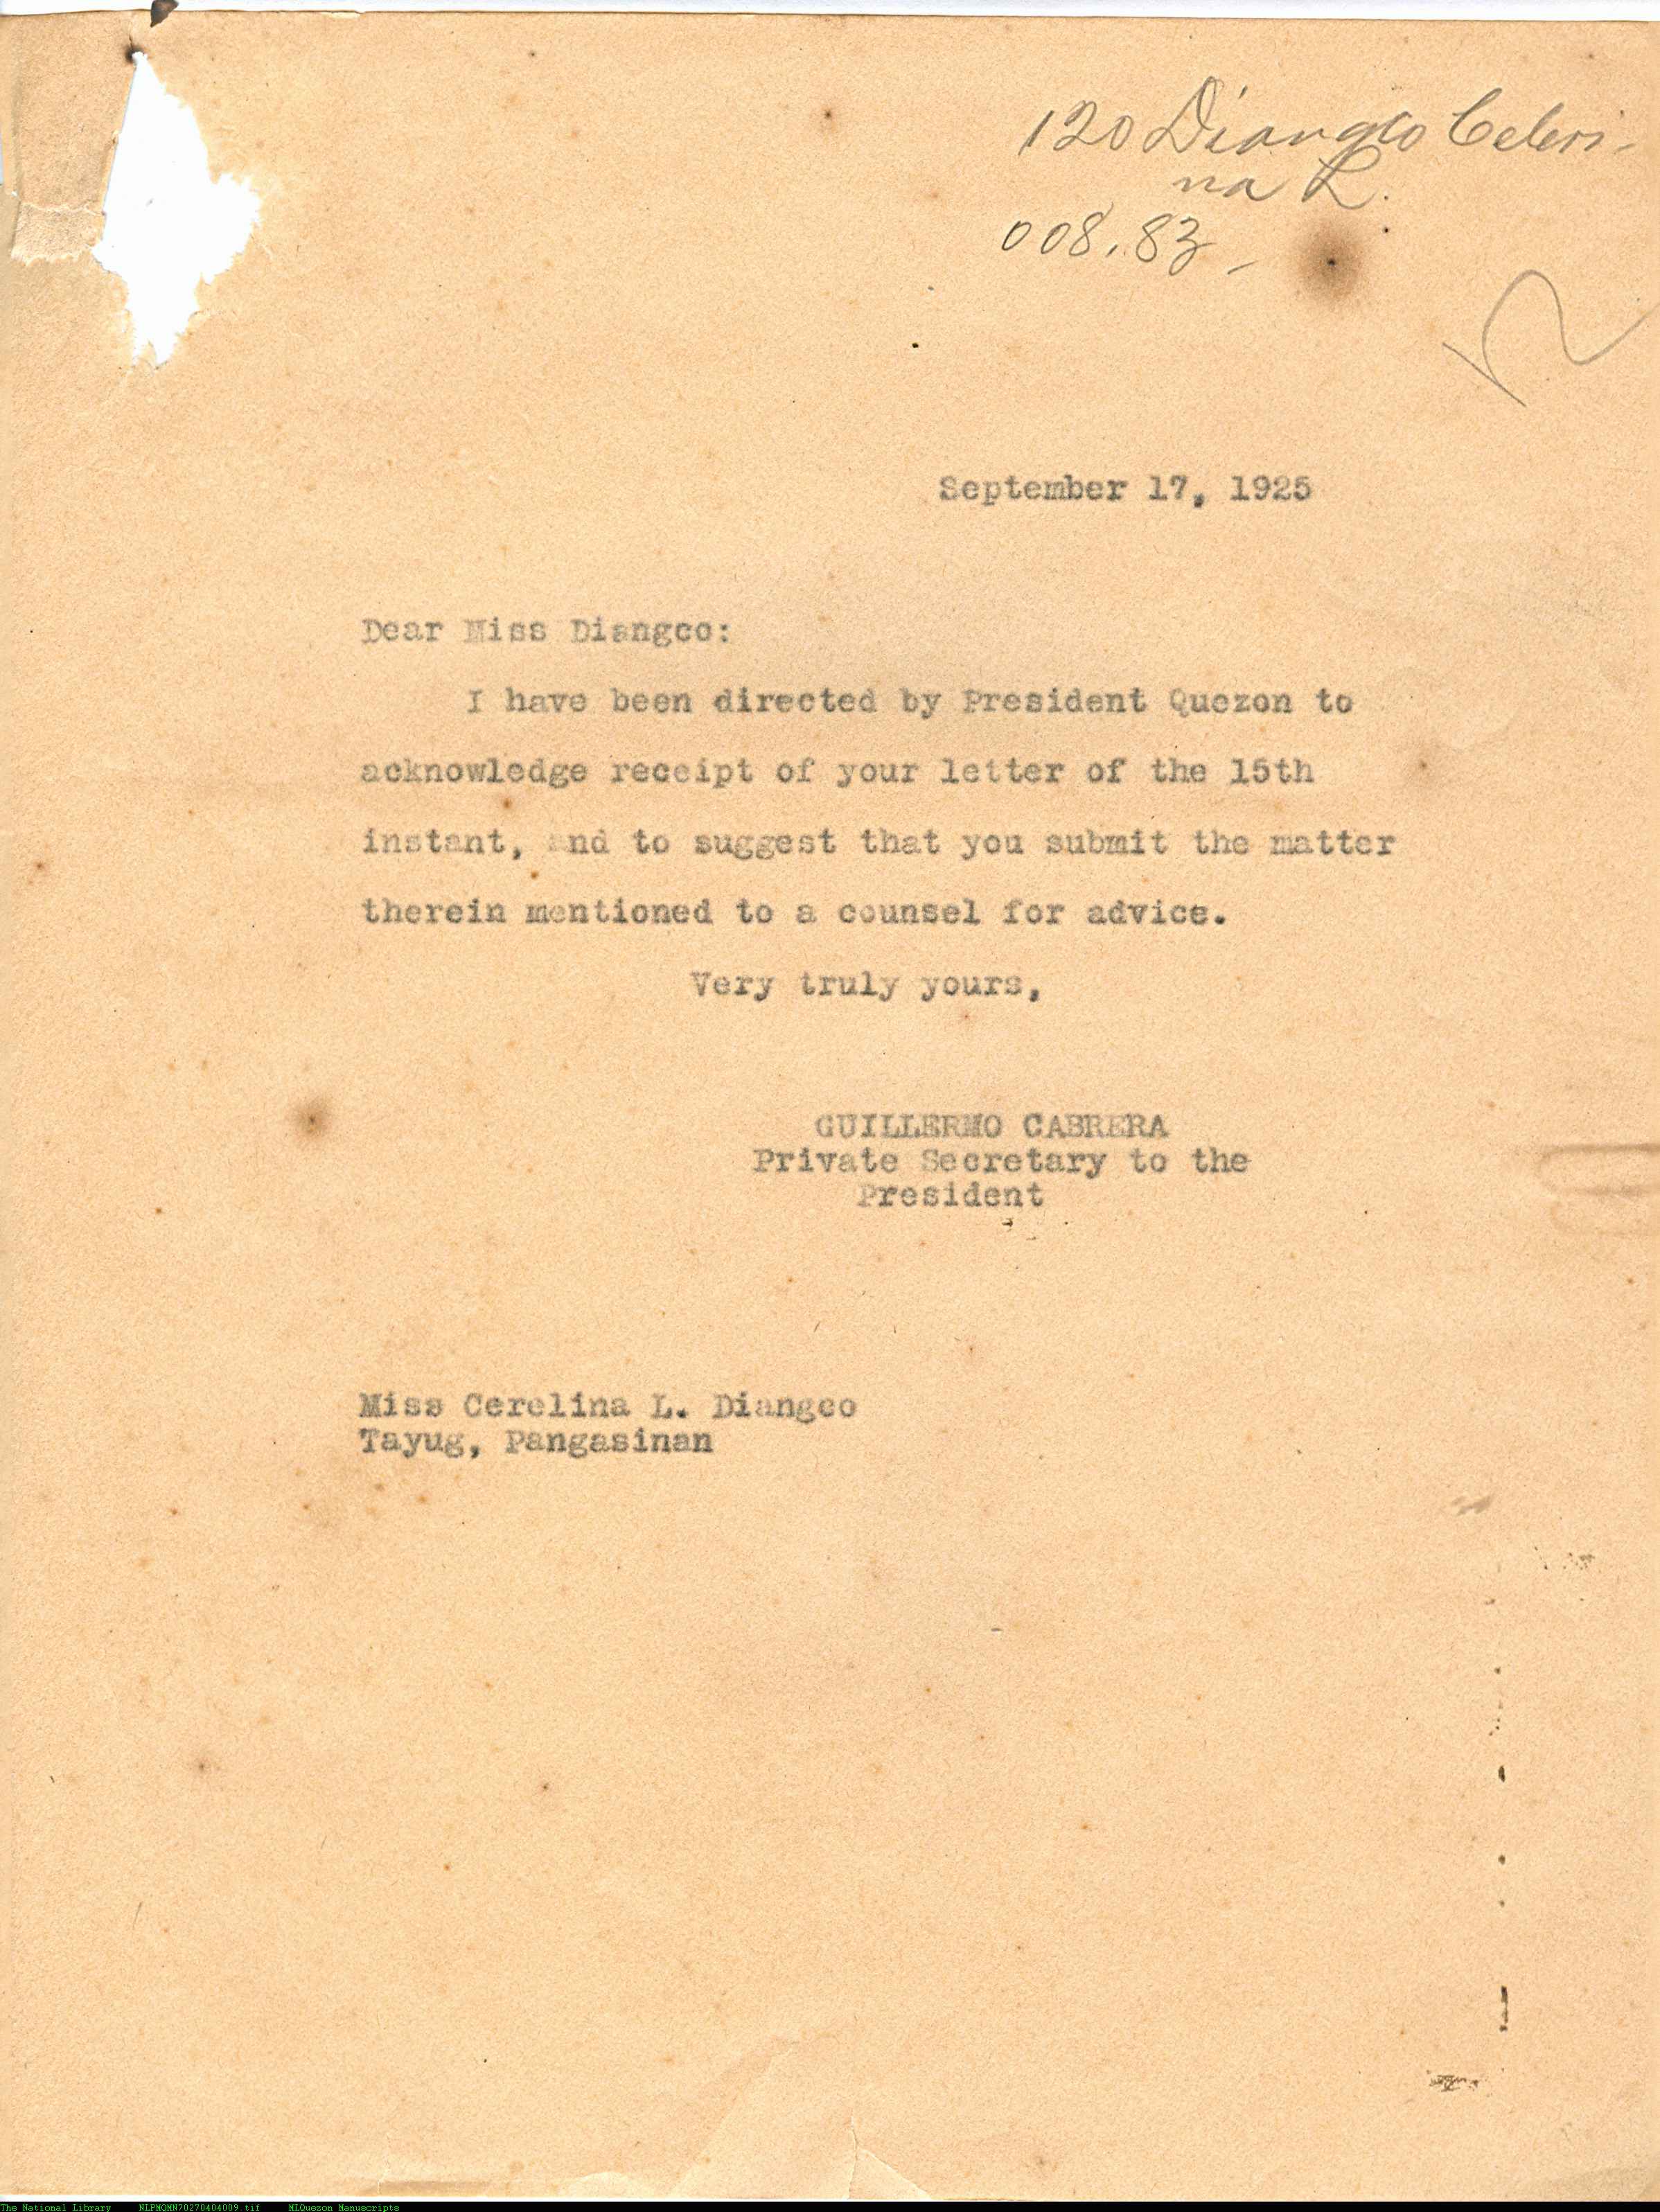 120 Diangco Celeri-
na L.
008.83 -
September 17, 1925
Dear Miss Diangco:
I have been directed by President Quezon to
acknowledge receipt of your letter of the 15th
instant, and to suggest that you submit the matter
therein mentioned to a counsel for advice.
Very truly yours,
GUILLERMO CABRERA
Private Secretary to the
President
Miss Cerelina L. Diangco
Tayug, Pangasinan
The National Library NLPMQMN70270404009.tif MLQuezon Manuscripts